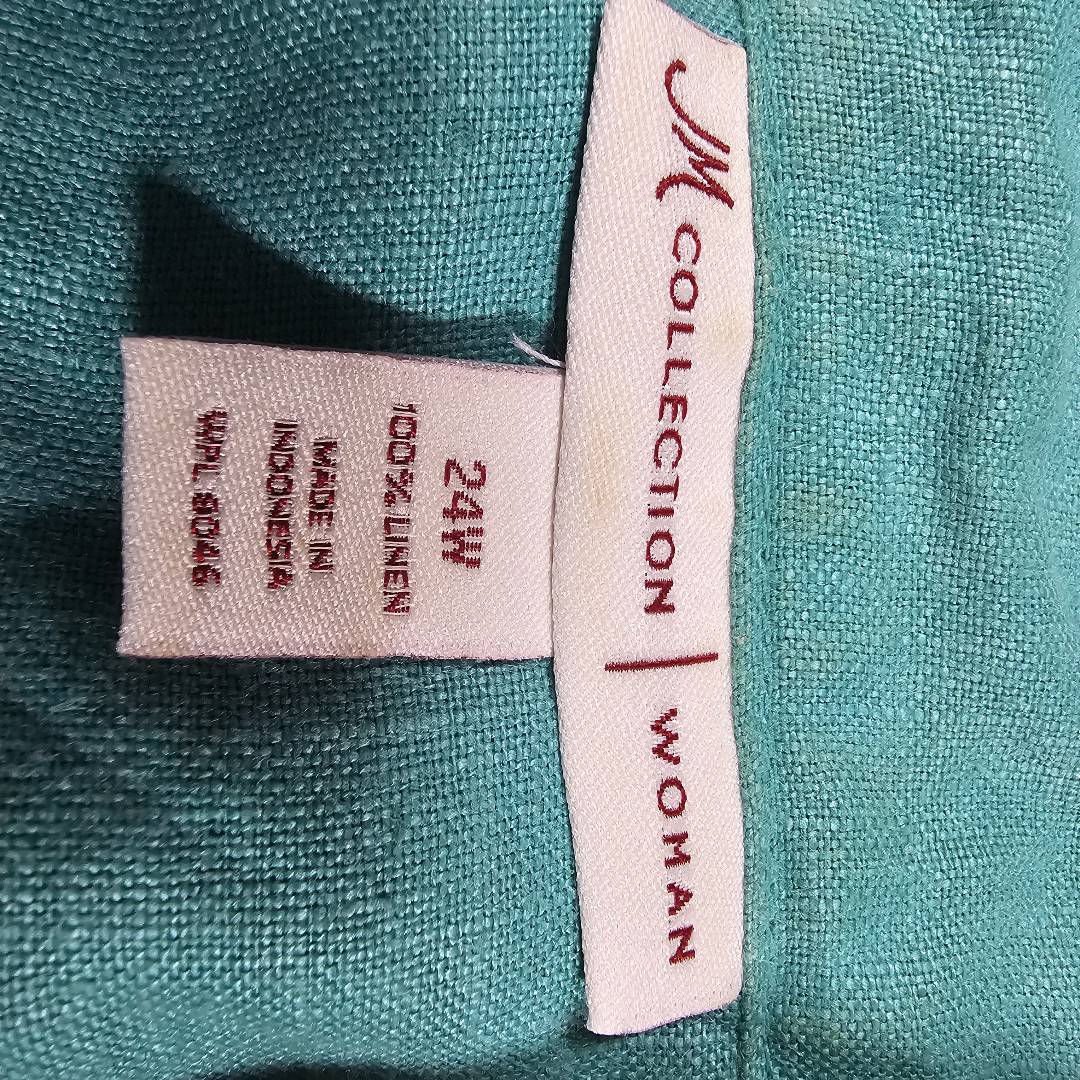 JM COLLECTION | WOMAN
24W
100% LINEN
MADE IN
INDONESIA
WPL 8046